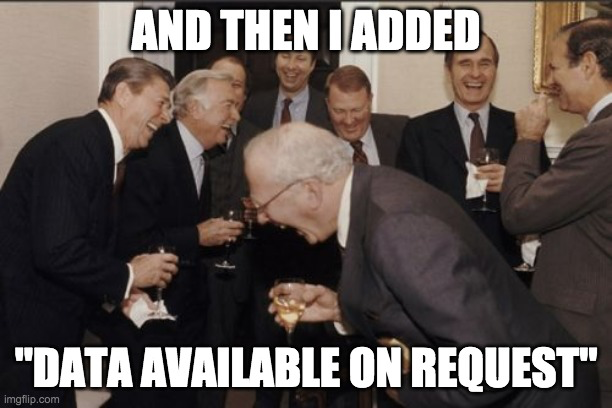 AND THEN I ADDED
"DATA AVAILABLE ON REQUEST"
imgflip.com